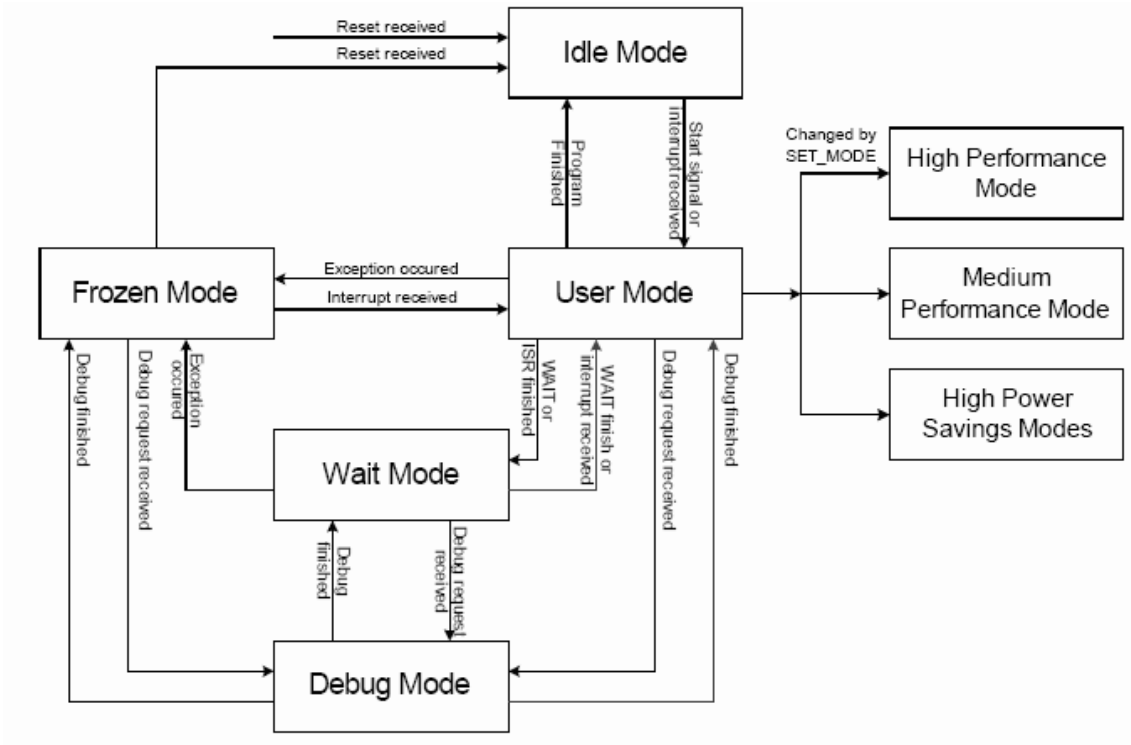 Reset received
Reset received
Idle Mode
Program
Finished
Start signal or
interrupt received
Changed by
SET_MODE
High Performance
Mode
Frozen Mode
Exception occured
Interrupt received
User Mode
Medium
Performance Mode
High Power
Savings Modes
Debug finished
Debug request received
Exception
occured
WAIT or
ISR finished
WAIT finish or
interrupt received
Debug request received
Debug finished
Wait Mode
Debug
finished
Debug request
received
Debug Mode